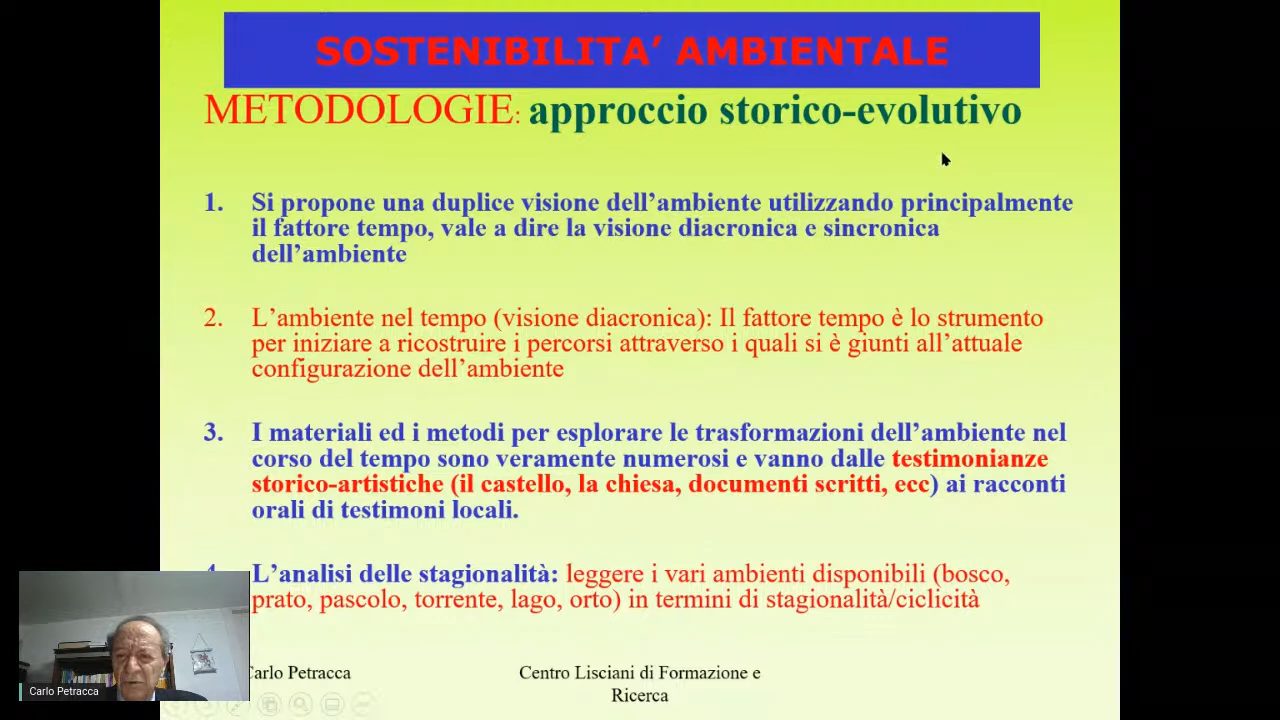 SOSTENIBILITA’ AMBIENTALE
METODOLOGIE: approccio storico-evolutivo
1. Si propone una duplice visione dell’ambiente utilizzando principalmente
il fattore tempo, vale a dire la visione diacronica e sincronica
dell’ambiente
2. L’ambiente nel tempo (visione diacronica): Il fattore tempo è lo strumento
per iniziare a ricostruire i percorsi attraverso i quali si è giunti all’attuale
configurazione dell’ambiente
3. I materiali ed i metodi per esplorare le trasformazioni dell’ambiente nel
corso del tempo sono veramente numerosi e vanno dalle testimonianze
storico-artistiche (il castello, la chiesa, documenti scritti, ecc) ai racconti
orali di testimoni locali.
L’analisi delle stagionalità: leggere i vari ambienti disponibili (bosco,
prato, pascolo, torrente, lago, orto) in termini di stagionalità/ciclicità
Carlo Petracca
Carlo Petracca
Centro Lisciani di Formazione e
Ricerca